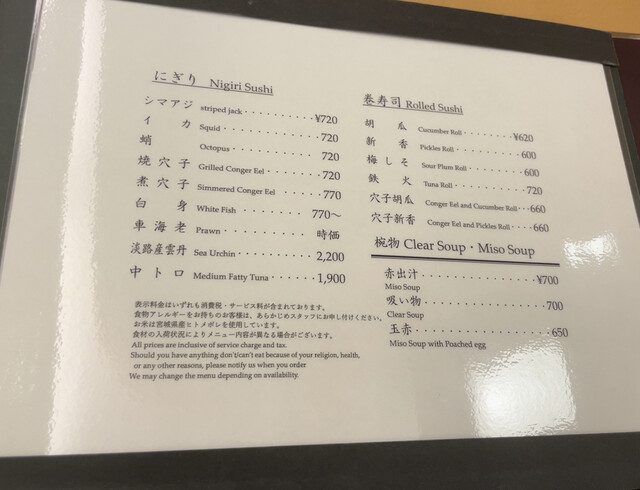 にぎり Nigiri Sushi
シマアジ striped jack・・・・・・・・・・¥720
イカ Squid・・・・・・・・・・・・・720
蛸 Octopus・・・・・・・・・・720
焼穴子 Grilled Conger Eel・・・・・・・720
煮穴子 Simmered Conger Eel・・・・・・770
白身 White Fish・・・・・・・・770〜
車海老 Prawn・・・・・・・・・・時価
淡路産雲丹 Sea Urchin・・・・・・・・2,200
中トロ Medium Fatty Tuna・・・・・・1,900
表示料金はいずれも消費税・サービス料が含まれております。
食物アレルギーをお持ちのお客様は、あらかじめスタッフにお申し付けください。
お米は宮城県産ヒトメボレを使用しています。
食材の入荷状況によりメニュー内容が異なる場合がございます。
All prices are inclusive of service charge and tax.
Should you have anything don't/can't eat because of your religion, health,
or any other reasons, please notify us when you order
We may change the menu depending on availability.
巻寿司 Rolled Sushi
胡瓜 Cucumber Roll・・・・・・・・¥620
新香 Pickles Roll・・・・・・・・・・・600
梅しそ Sour Plum Roll・・・・・・・・600
鉄火 Tuna Roll・・・・・・・・・・・720
穴子胡瓜 Conger Eel and Cucumber Roll・・・660
穴子新香 Conger Eel and Pickles Roll・・・・660
椀物 Clear Soup・Miso Soup
赤出汁・・・・・・・・・・・・・・・・¥700
Miso Soup
吸い物・・・・・・・・・・・・・・・・700
Clear Soup
玉赤・・・・・・・・・・・・・・・・・650
Miso Soup with Poached egg